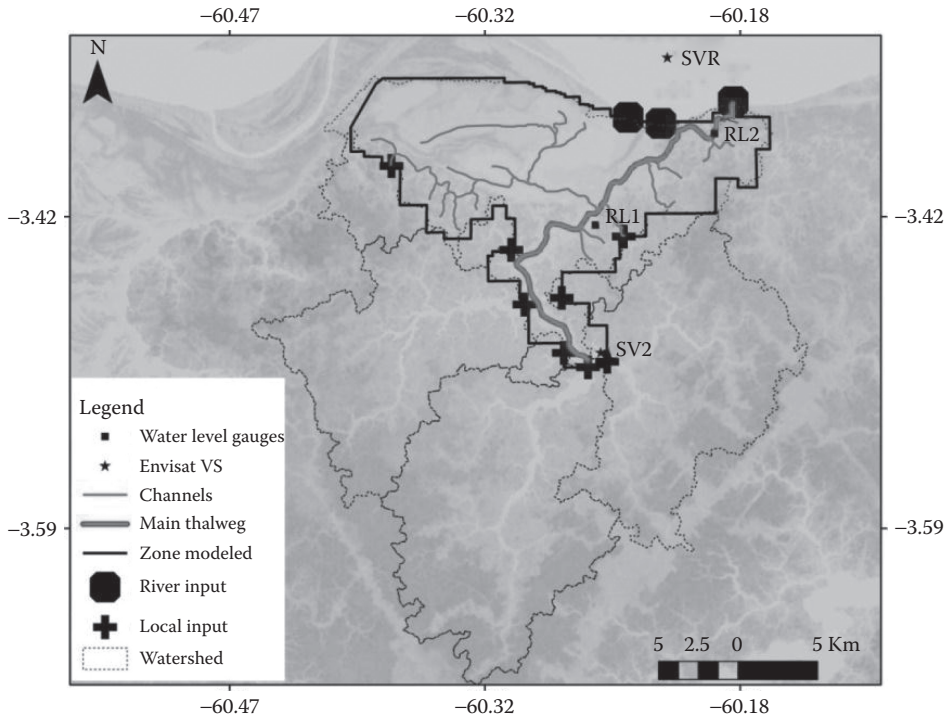 −60.47 −60.32 −60.18
N
SVR
RL2
−3.42 −3.42
RL1
SV2
Legend
Water level gauges
Envisat VS
Channels
−3.59 −3.59
Main thalweg
Zone modeled
River input
Local input
Watershed
5 2.5 0 5 Km
−60.47 −60.32 −60.18